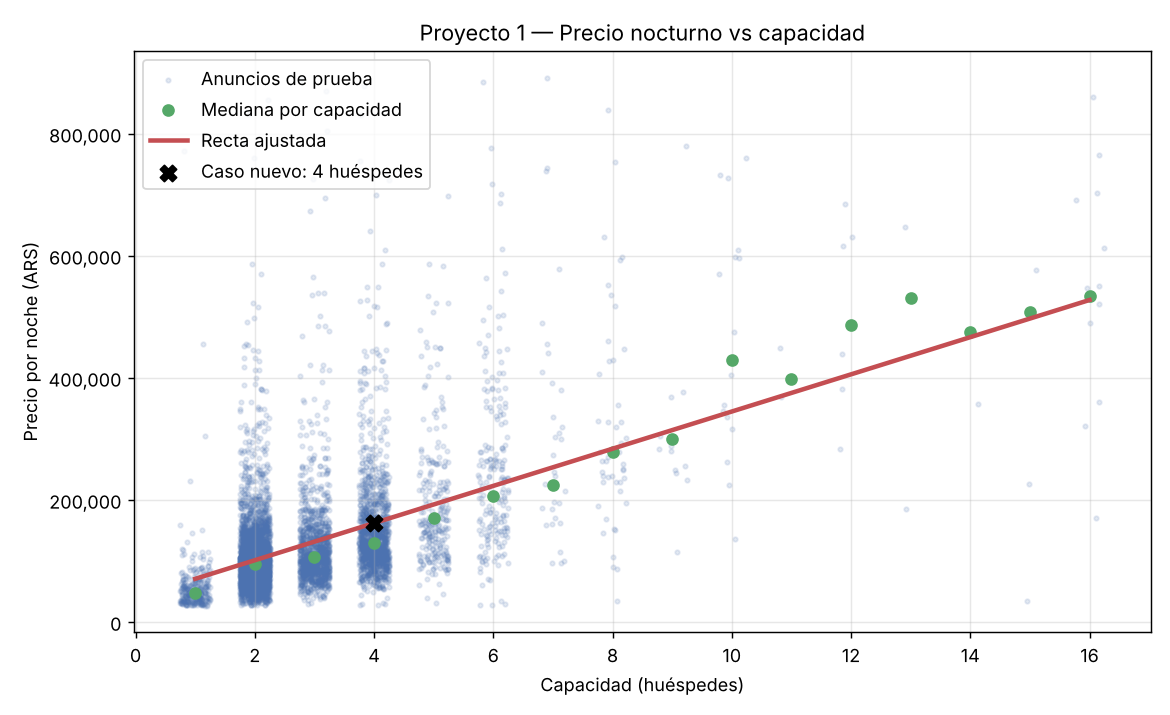 Proyecto 1 — Precio nocturno vs capacidad
Anuncios de prueba
Mediana por capacidad
Recta ajustada
Caso nuevo: 4 huéspedes
Precio por noche (ARS)
800,000
600,000
400,000
200,000
0
0 2 4 6 8 10 12 14 16
Capacidad (huéspedes)